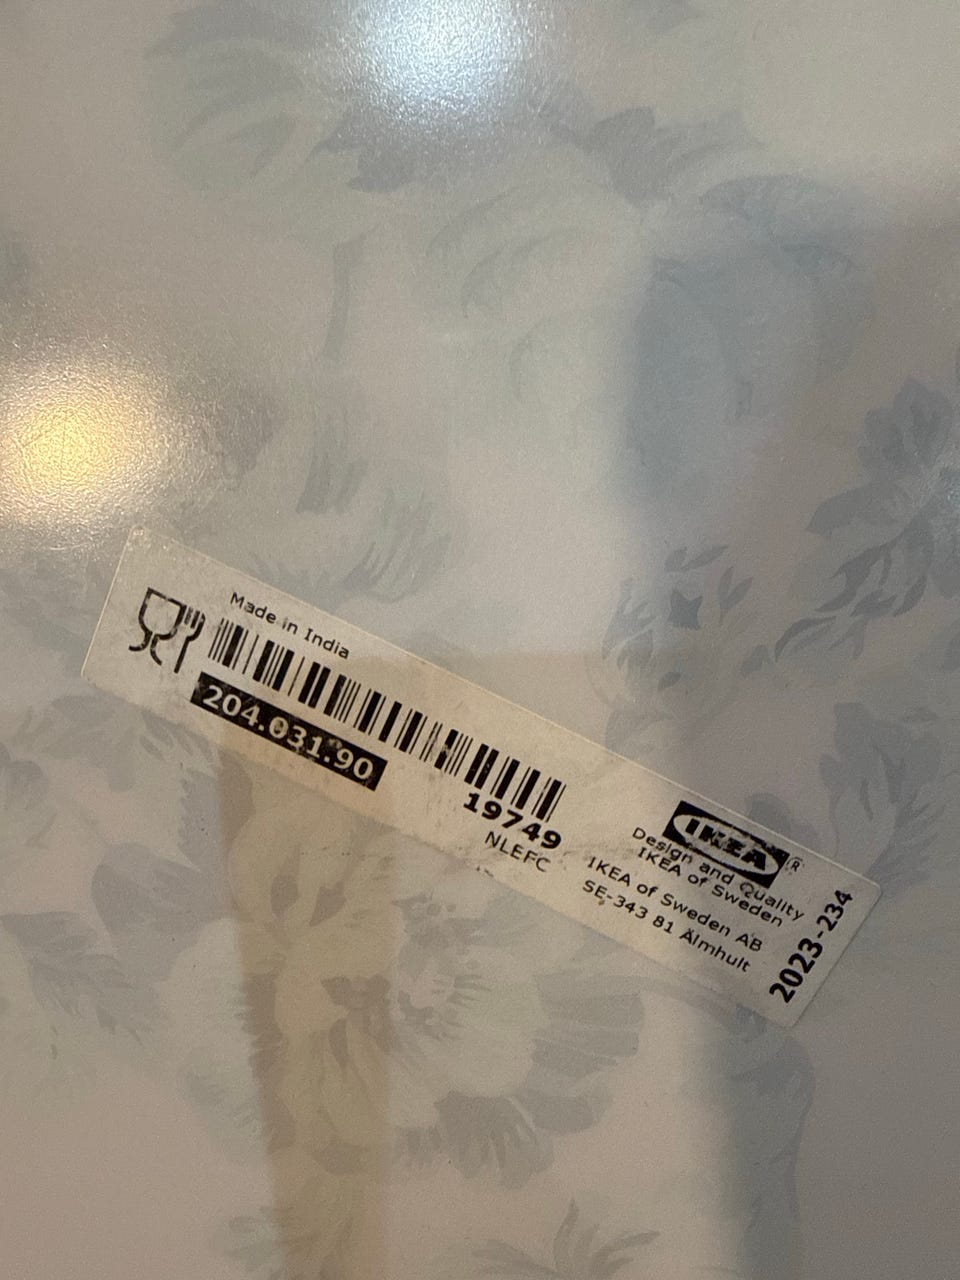 Made in India
204.031.90
19749
NLEFC
IKEA®
Design and Quality
IKEA of Sweden
IKEA of Sweden AB
SE-343 81 Älmhult
2023-234